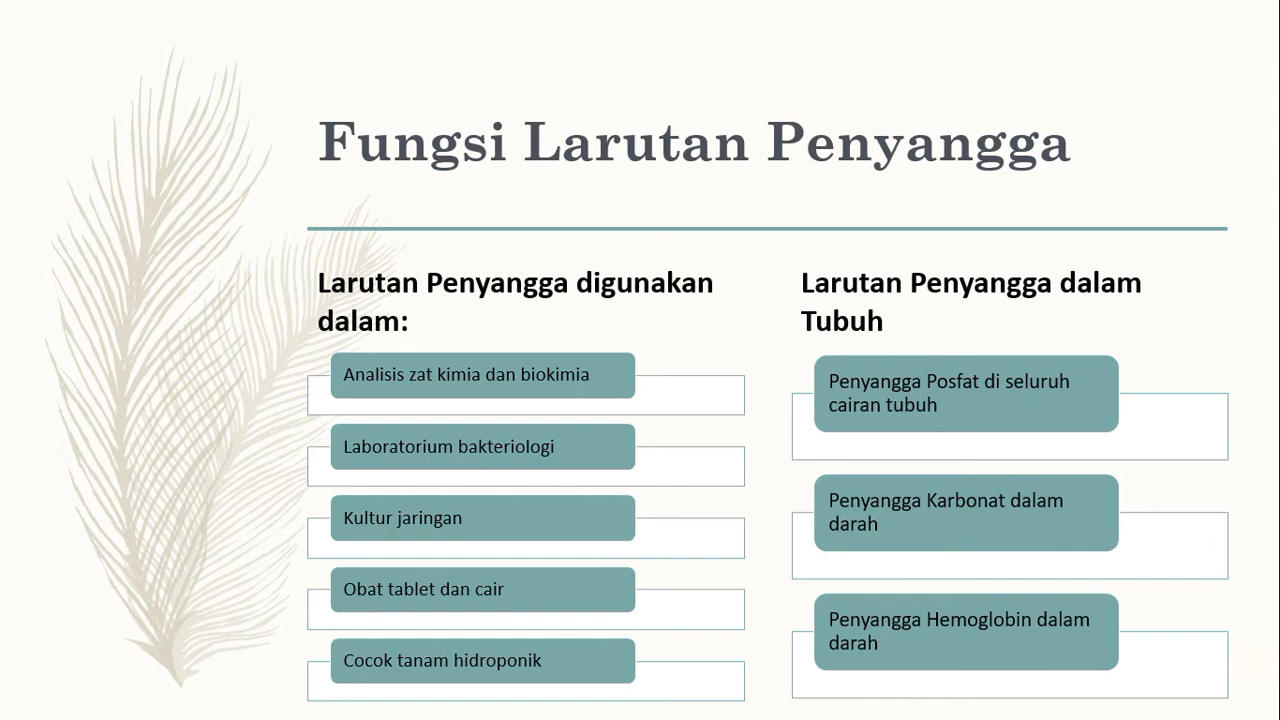 Fungsi Larutan Penyangga
Larutan Penyangga digunakan
dalam:
Analisis zat kimia dan biokimia
Laboratorium bakteriologi
Kultur jaringan
Obat tablet dan cair
Cocok tanam hidroponik
Larutan Penyangga dalam
Tubuh
Penyangga Posfat di seluruh
cairan tubuh
Penyangga Karbonat dalam
darah
Penyangga Hemoglobin dalam
darah